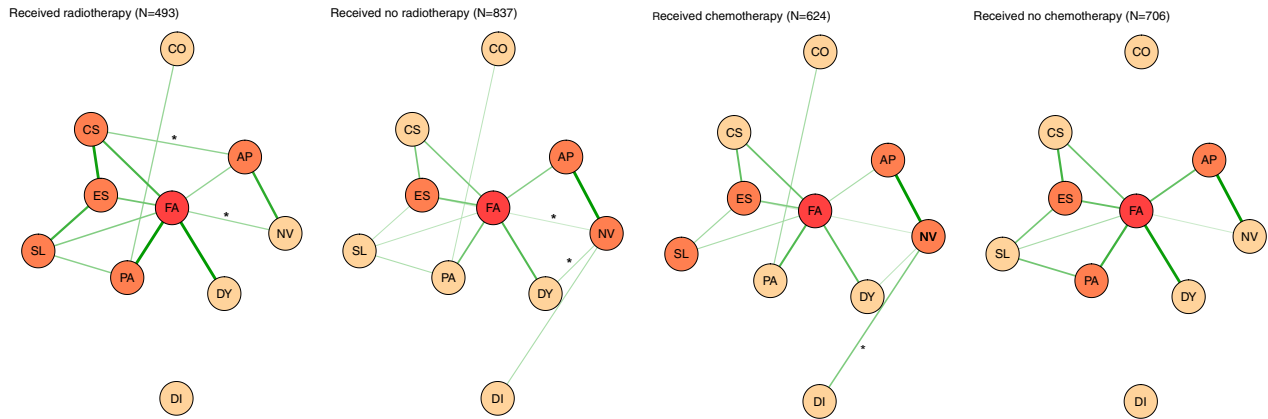 Received radiotherapy (N=493)
CO
CS
*
AP
ES
FA
*
NV
SL
PA
DY
DI
Received no radiotherapy (N=837)
CO
CS
AP
ES
FA
*
NV
SL
*
PA
DY
DI
Received chemotherapy (N=624)
CO
CS
AP
ES
FA
NV
SL
PA
DY
*
DI
Received no chemotherapy (N=706)
CO
CS
AP
ES
FA
NV
SL
PA
DY
DI